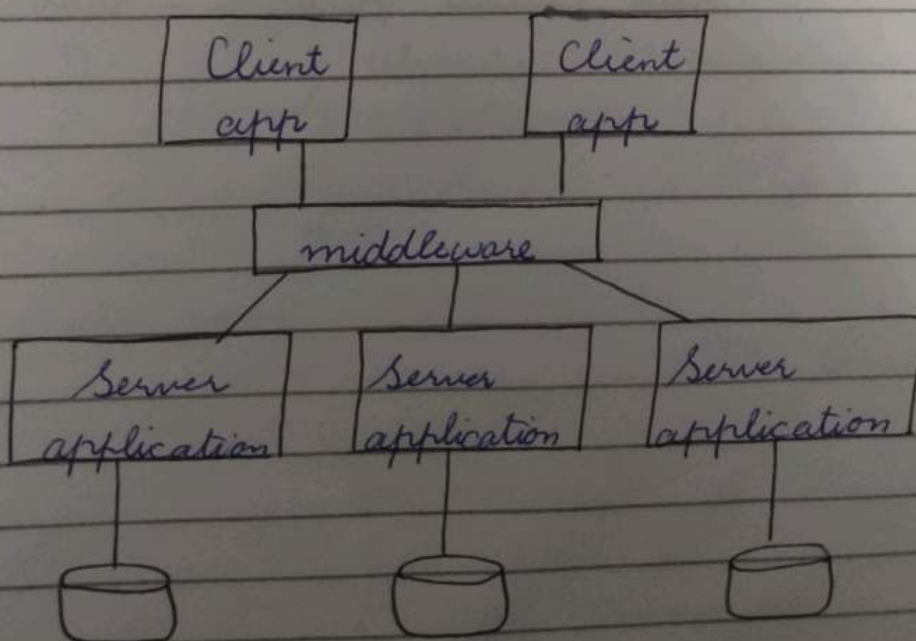 Client
app
Client
app
middleware
Server
application
Server
application
Server
application